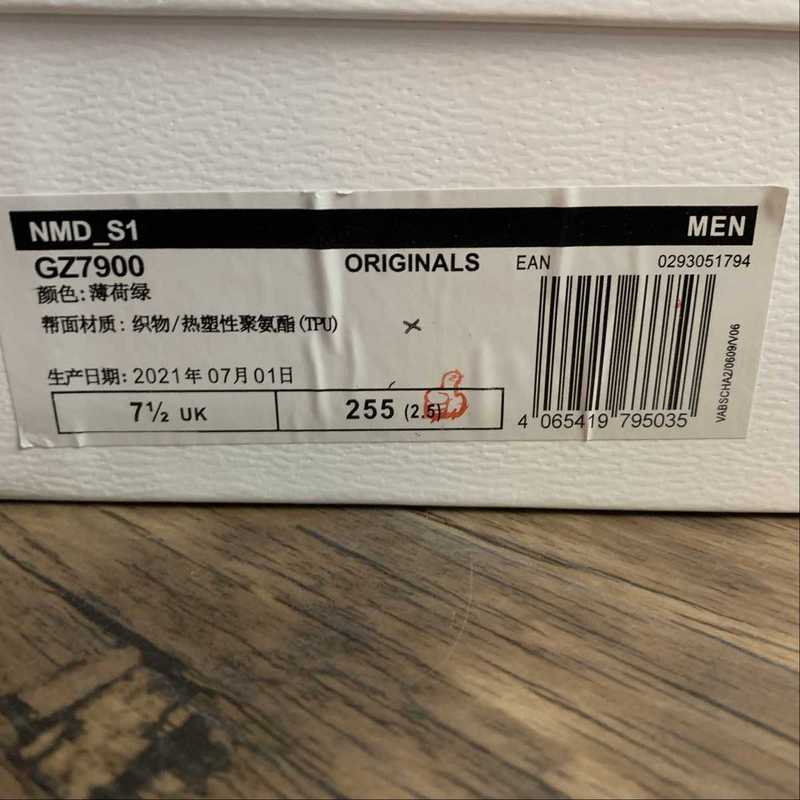 NMD_S1 MEN
GZ7900 ORIGINALS EAN 0293051794
颜色:薄荷绿
帮面材质:织物/热塑性聚氨酯(TPU)
生产日期:2021年07月01日
7½ UK 255 (2.5)
4 065419 795035
VABSCHA2/0609/V06